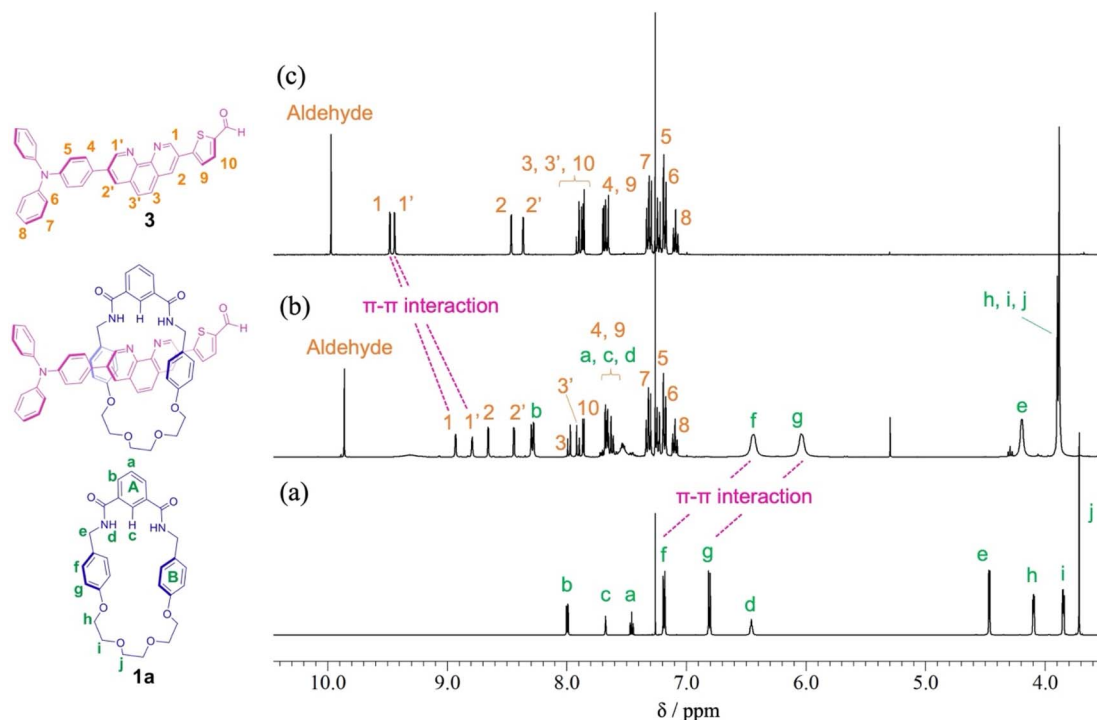 (c)
Aldehyde
1
1'
2
2'
3, 3', 10
4, 9
7
5
6
8
O
H
S
N
N
N
5
4
1'
1
10
2
9
2'
3'
3
6
7
8
3
π-π interaction
(b)
Aldehyde
1
1'
2
2'
b
3
3'
10
4, 9
a, c, d
7
5
6
8
f
g
e
h, i, j
O
O
NH
H
HN
N
N
N
S
O
H
O
O
O
O
π-π interaction
(a)
b
c
a
f
g
d
e
h
i
j
a
b
A
O
O
NH
H
HN
e
d
c
f
B
g
O
O
h
O
O
i
j
1a
10.0
9.0
8.0
7.0
6.0
5.0
4.0
δ / ppm